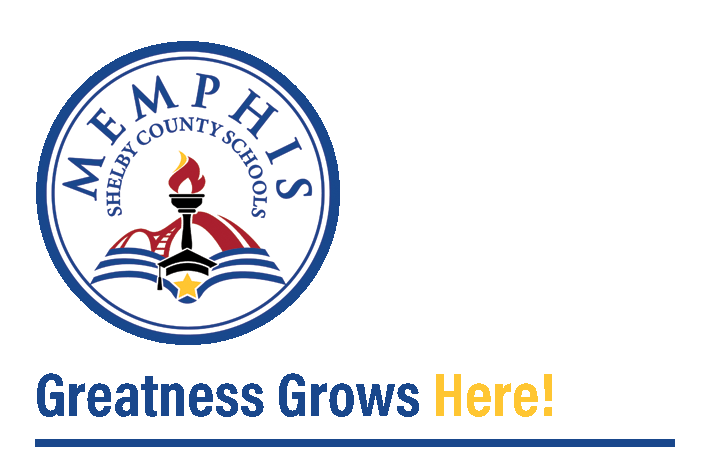 MEMPHIS
SHELBY COUNTY SCHOOLS
Greatness Grows Here!